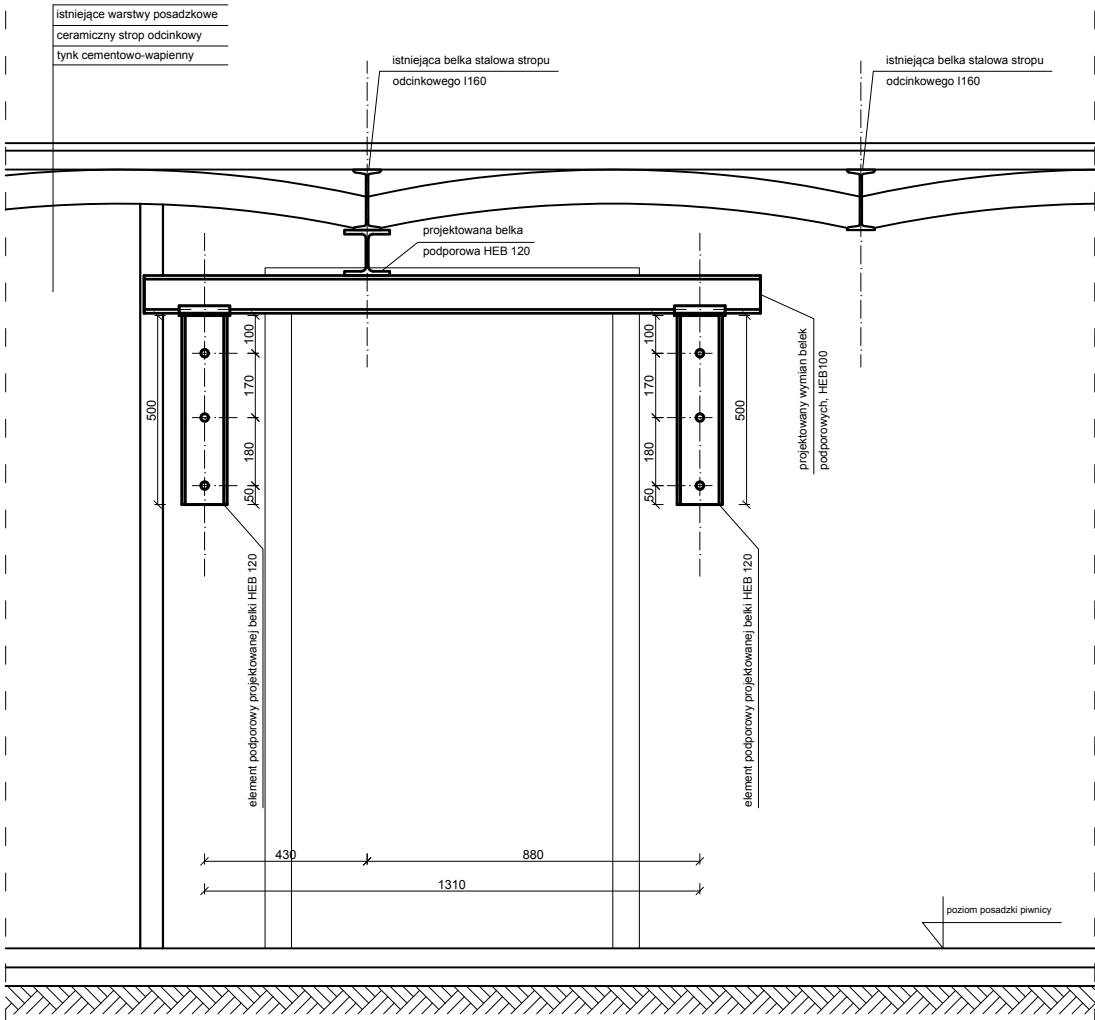 istniejące warstwy posadzkowe
ceramiczny strop odcinkowy
tynk cementowo-wapienny
istniejąca belka stalowa stropu
odcinkowego I160
istniejąca belka stalowa stropu
odcinkowego I160
projektowana belka
podporowa HEB 120
projektowany wymian belek
podporowych, HEB100
500
100
170
180
50
100
170
180
50
500
element podporowy projektowanej belki HEB 120
element podporowy projektowanej belki HEB 120
430
880
1310
poziom posadzki piwnicy